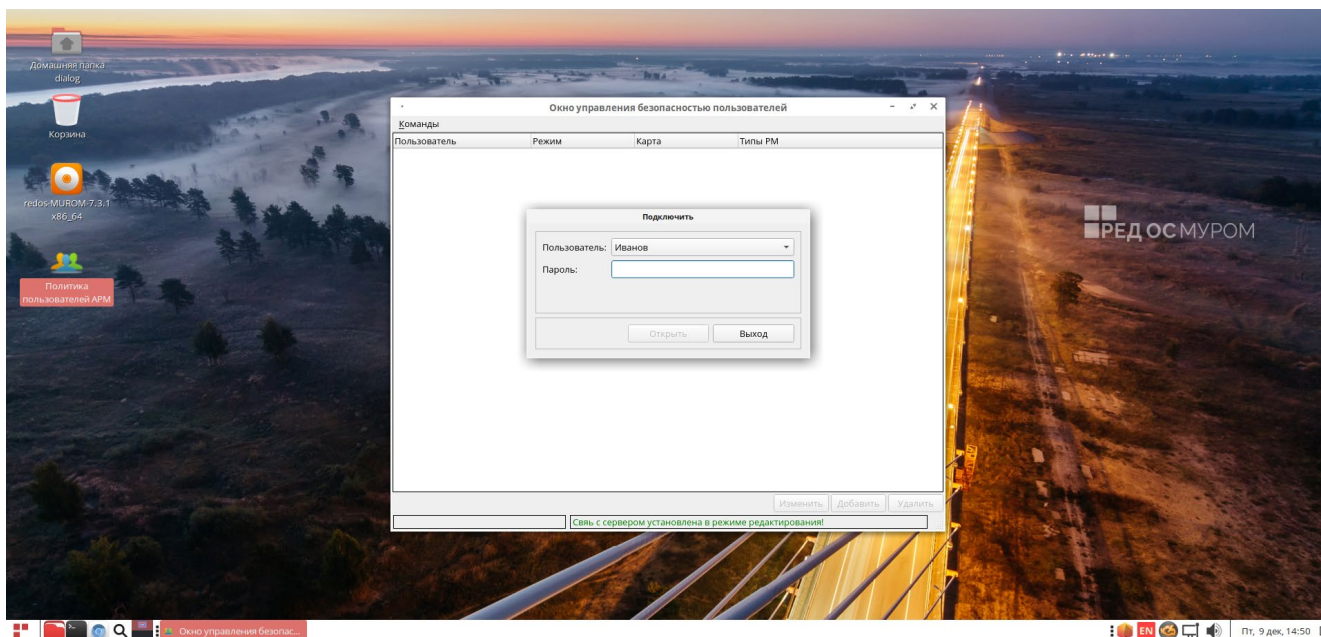 Домашняя папка
dialog
Корзина
redos-MUROM-7.3.1
x86_64
Политика
пользователей АРМ
Окно управления безопасностью пользователей
Команды
Пользователь Режим Карта Типы РМ
Подключить
Пользователь: Иванов
Пароль:
Открыть Выход
Изменить Добавить Удалить
Свяь с сервером установлена в режиме редактирования!
РЕД ОС МУРОМ
Окно управления безопас...
EN
Пт, 9 дек, 14:50